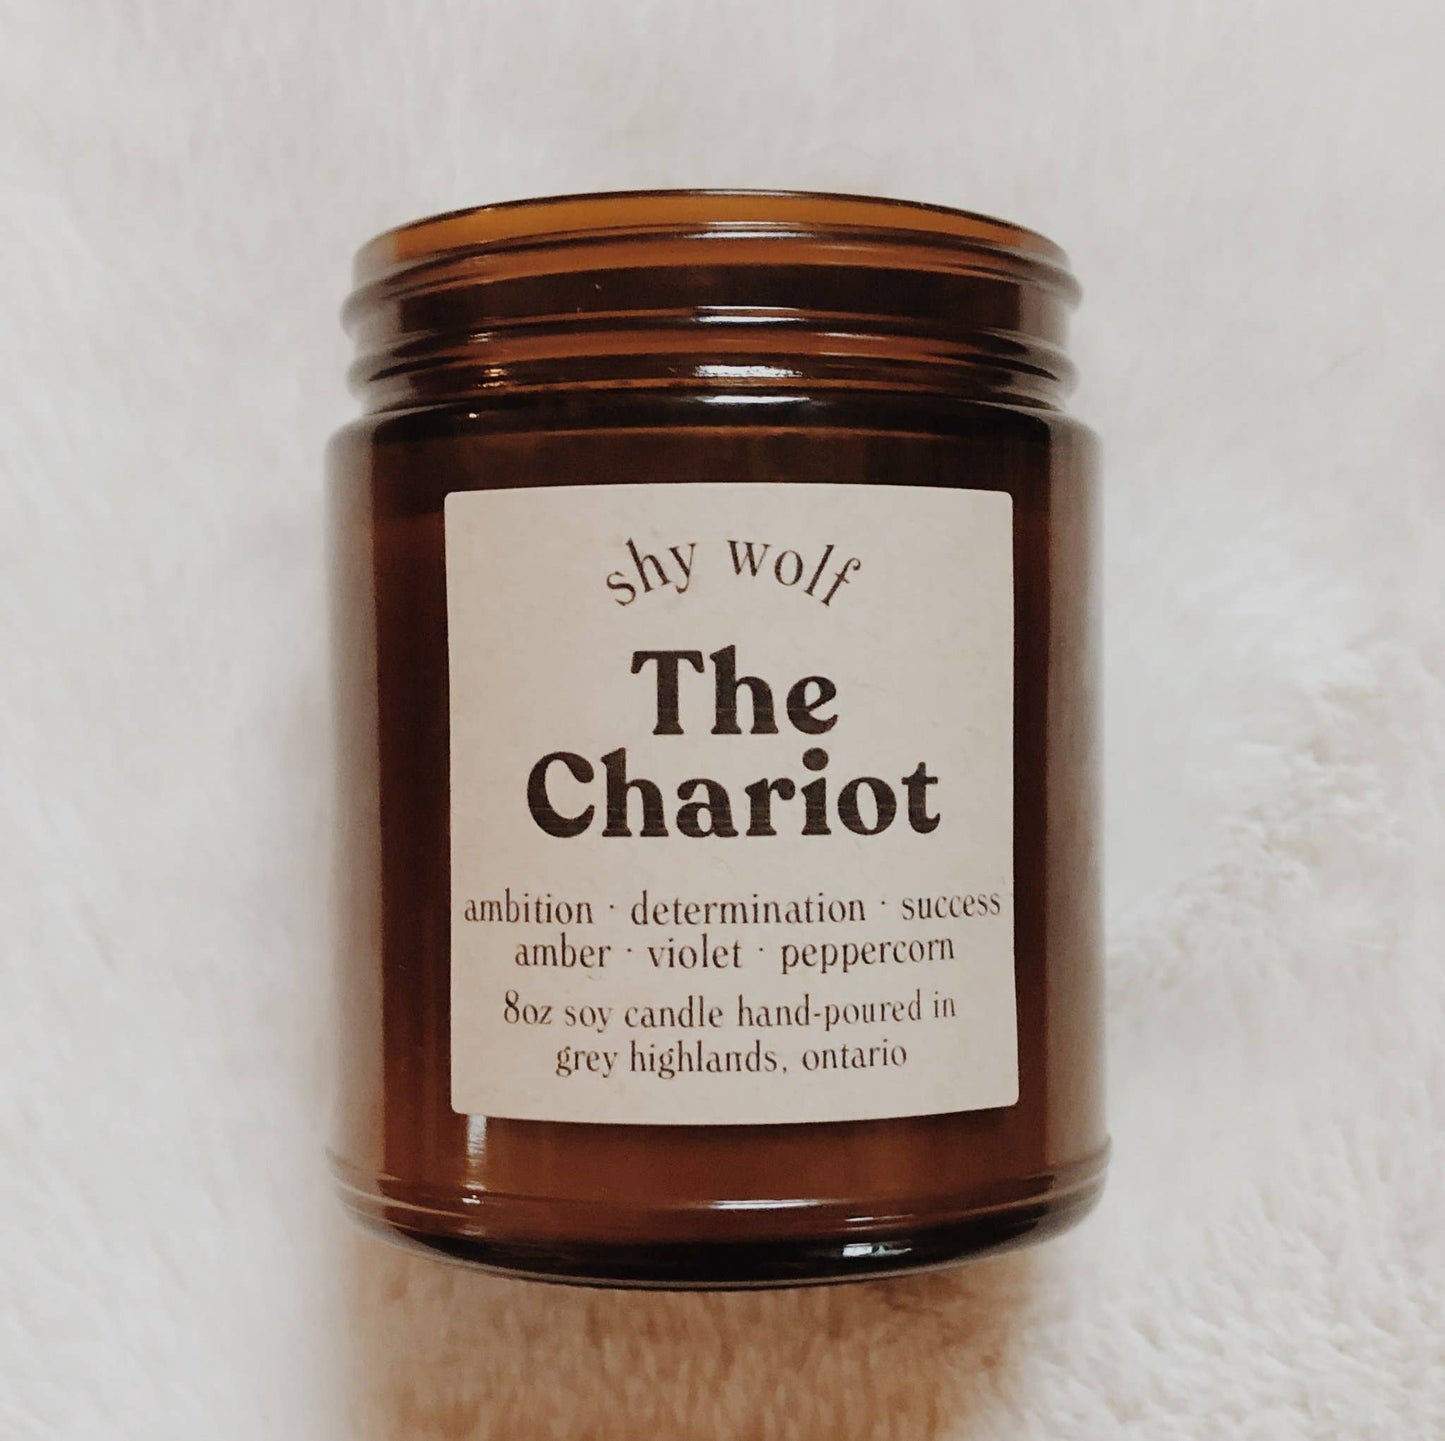 shy wolf
The
Chariot
ambition · determination · success
amber · violet · peppercorn
8oz soy candle hand-poured in
grey highlands, ontario